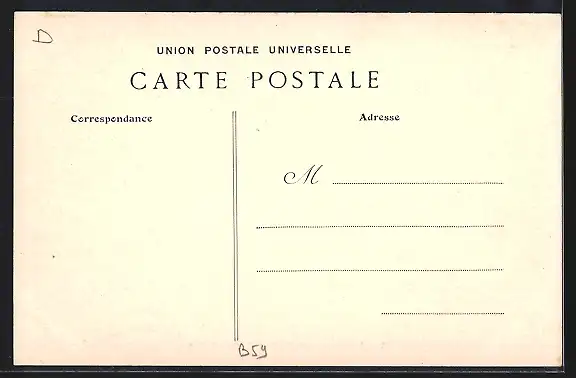 D
UNION POSTALE UNIVERSELLE
CARTE POSTALE
Correspondance
Adresse
M
B59